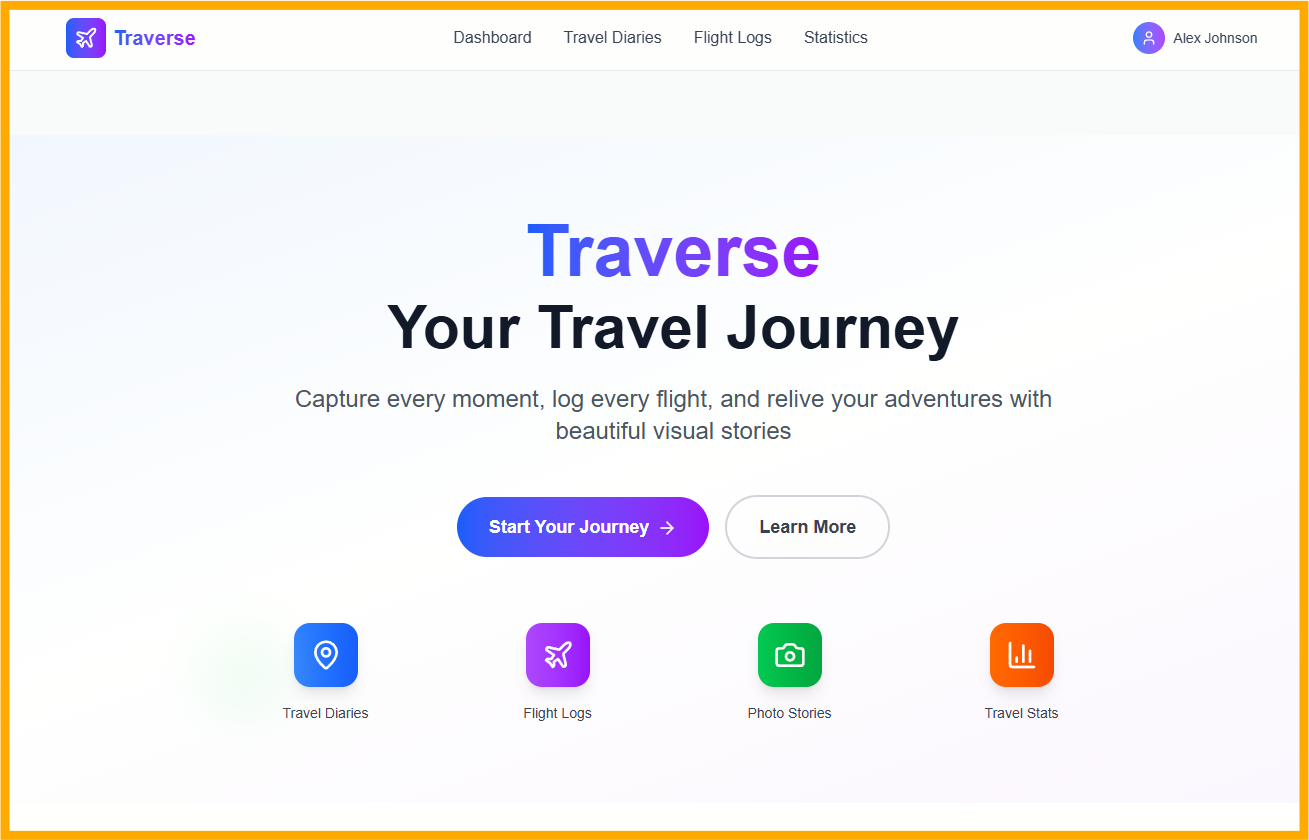 Traverse
Dashboard
Travel Diaries
Flight Logs
Statistics
Alex Johnson
Traverse
Your Travel Journey
Capture every moment, log every flight, and relive your adventures with
beautiful visual stories
Start Your Journey →
Learn More
Travel Diaries
Flight Logs
Photo Stories
Travel Stats